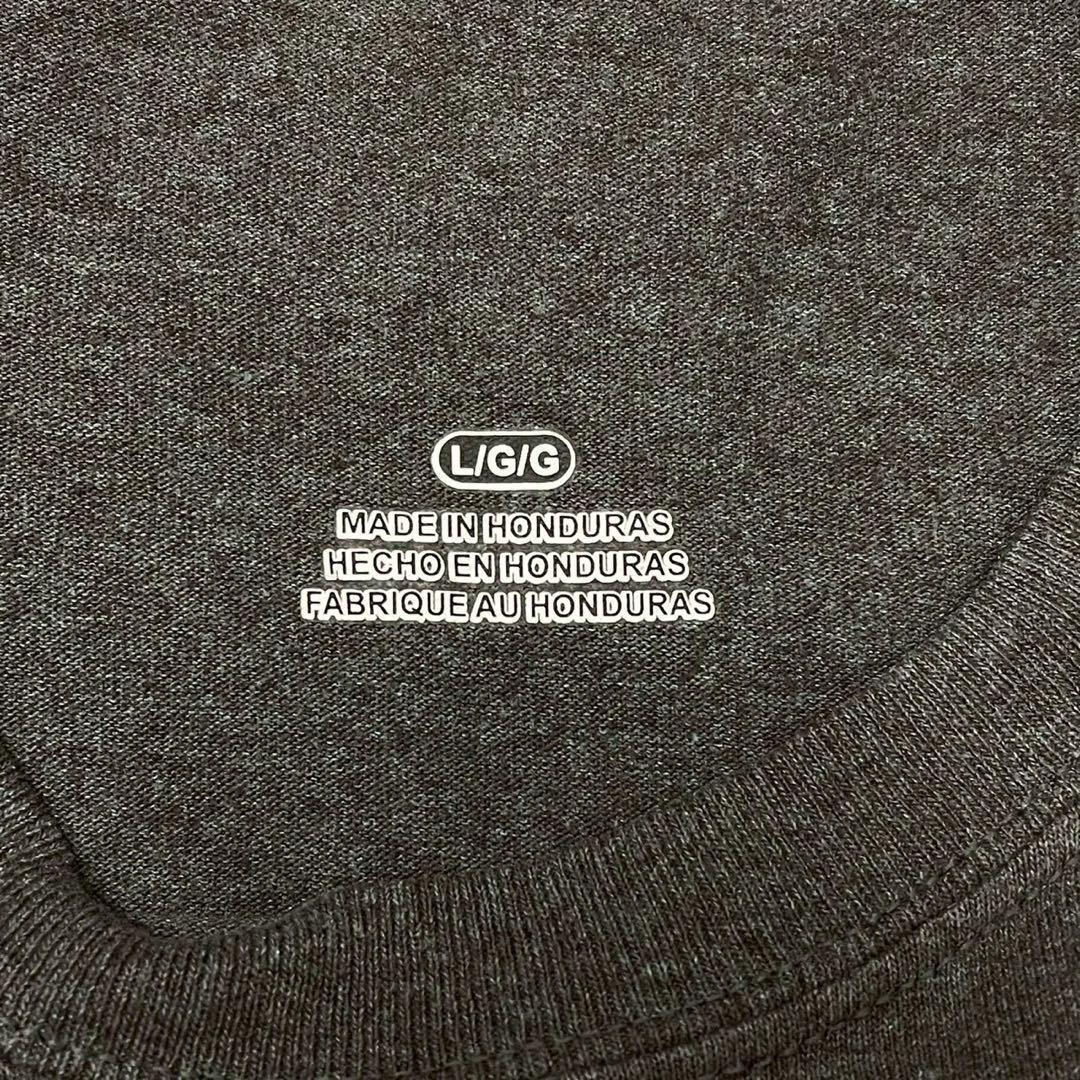 L/G/G
MADE IN HONDURAS
HECHO EN HONDURAS
FABRIQUE AU HONDURAS